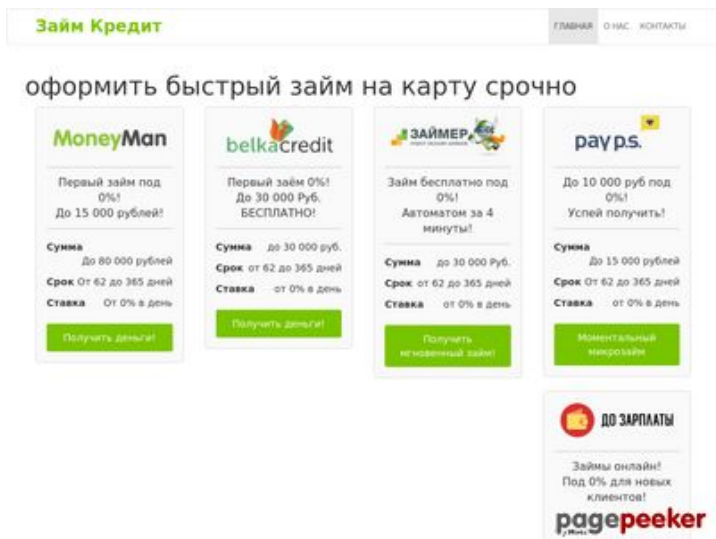 Займ Кредит
ГЛАВНАЯ О НАС. КОНТАКТЫ
оформить быстрый займ на карту срочно
MoneyMan
Первый займ под
0%!
До 15 000 рублей!
Сумма
До 80 000 рублей
Срок От 62 до 365 дней
Ставка От 0% в день
Получить деньги!
belkacredit
Первый заём 0%!
До 30 000 Руб.
БЕСПЛАТНО!
Сумма до 30 000 руб.
Срок от 62 до 365 дней
Ставка от 0% в день
Получить деньги!
ЗАЙМЕР
Займ бесплатно под
0%!
Автоматом за 4
минуты!
Сумма до 30 000 Руб.
Срок от 62 до 365 дней
Ставка от 0% в день
Получить
мгновенный займ!
pay p.s.
До 10 000 руб под
0%!
Успей получить!
Сумма
До 15 000 рублей
Срок От 62 до 365 дней
Ставка от 0% в день
Моментальный
микрозайм
ДО ЗАРПЛАТЫ
Займы онлайн!
Под 0% для новых
клиентов!
pagepeeker